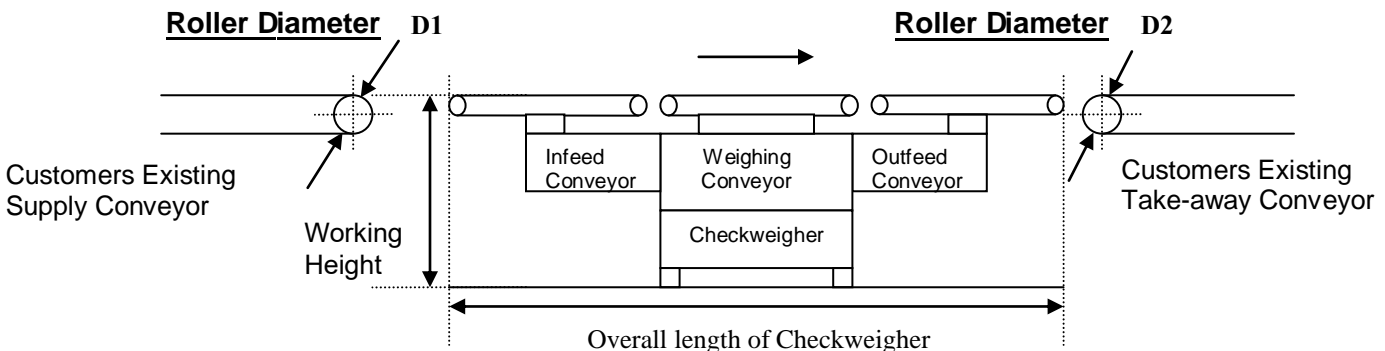 Roller Diameter D1
Roller Diameter D2
Customers Existing
Supply Conveyor
Working
Height
Infeed
Conveyor
Weighing
Conveyor
Outfeed
Conveyor
Checkweigher
Customers Existing
Take-away Conveyor
Overall length of Checkweigher